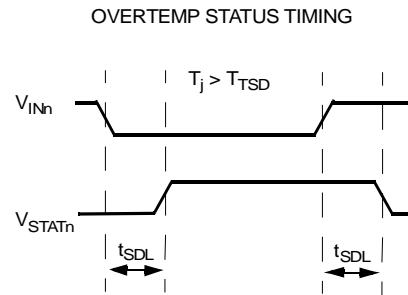 OVERTEMP STATUS TIMING
Tj > TTSD
VINn
VSTATn
tSDL
tSDL